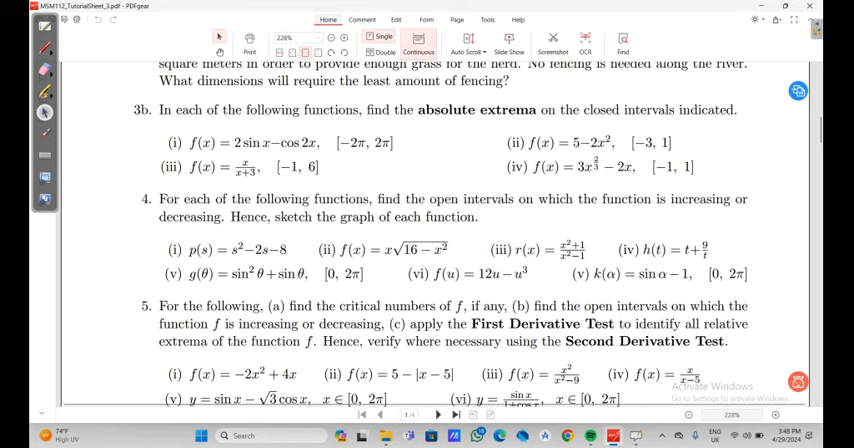 MSM112_TutorialSheet_3.pdf - PDFgear
Home Comment Edit Form Page Tools Help
228%
Print
Single
Double
Continuous
Auto Scroll
Slide Show
Screenshot
OCR
Find
square meters in order to provide enough grass for the herd. No fencing is needed along the river.
What dimensions will require the least amount of fencing?
3b. In each of the following functions, find the absolute extrema on the closed intervals indicated.
(i) f(x) = 2 sin x−cos 2x, [−2π, 2π] (ii) f(x) = 5−2x², [−3, 1]
(iii) f(x) = x/(x+3), [−1, 6] (iv) f(x) = 3x^(2/3) − 2x, [−1, 1]
4. For each of the following functions, find the open intervals on which the function is increasing or
decreasing. Hence, sketch the graph of each function.
(i) p(s) = s²−2s−8 (ii) f(x) = x√(16 − x²) (iii) r(x) = (x²+1)/(x²−1) (iv) h(t) = t+9/t
(v) g(θ) = sin² θ+sin θ, [0, 2π] (vi) f(u) = 12u−u³ (v) k(α) = sin α−1, [0, 2π]
5. For the following, (a) find the critical numbers of f, if any, (b) find the open intervals on which the
function f is increasing or decreasing, (c) apply the First Derivative Test to identify all relative
extrema of the function f. Hence, verify where necessary using the Second Derivative Test.
(i) f(x) = −2x² + 4x (ii) f(x) = 5 − |x − 5| (iii) f(x) = x²/(x²−9) (iv) f(x) = x/(x−5)
(v) y = sin x − √3 cos x, x ∈ [0, 2π] (vi) y = sin x/(1+cos x), x ∈ [0, 2π]
Activate Windows
Go to Settings to activate Windows.
1/4
228%
74°F
High UV
Search
ENG
UK
3:48 PM
4/29/2024